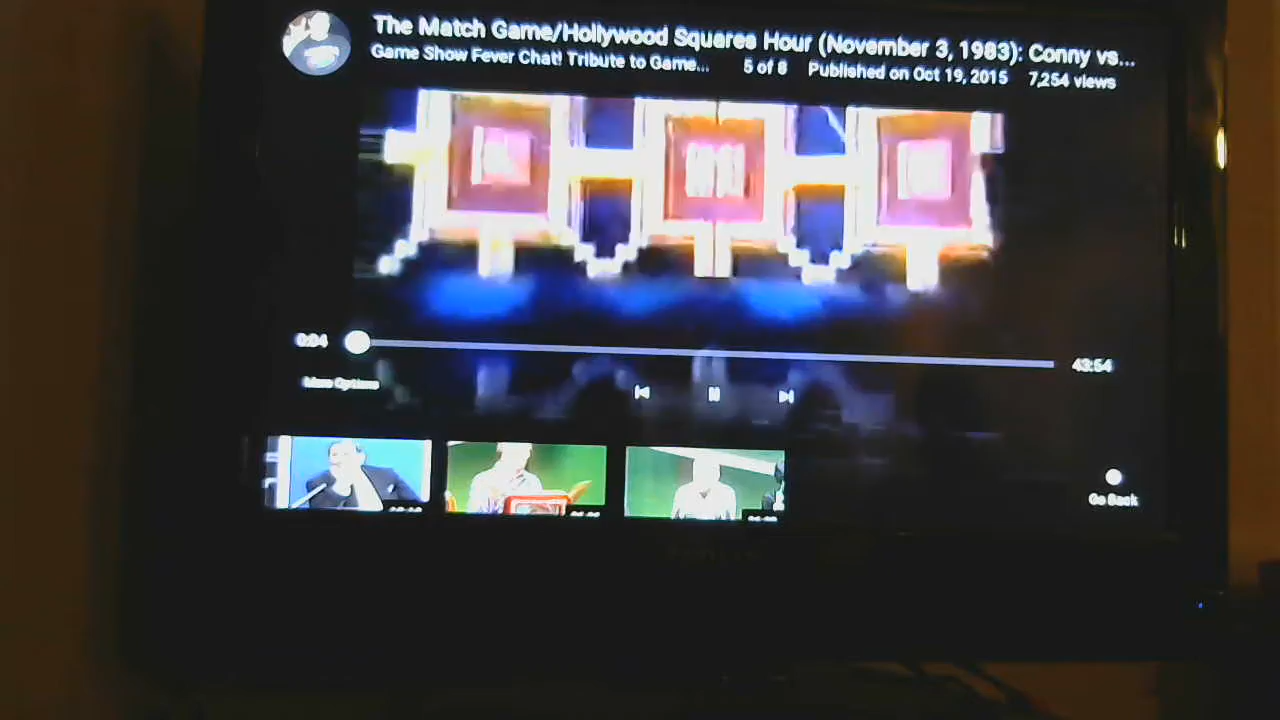 The Match Game/Hollywood Squares Hour (November 3, 1983): Conny vs...
Game Show Fever Chat! Tribute to Game... 5 of 8 Published on Oct 19, 2015 7,254 views
0:04 43:54
More Options
Go Back